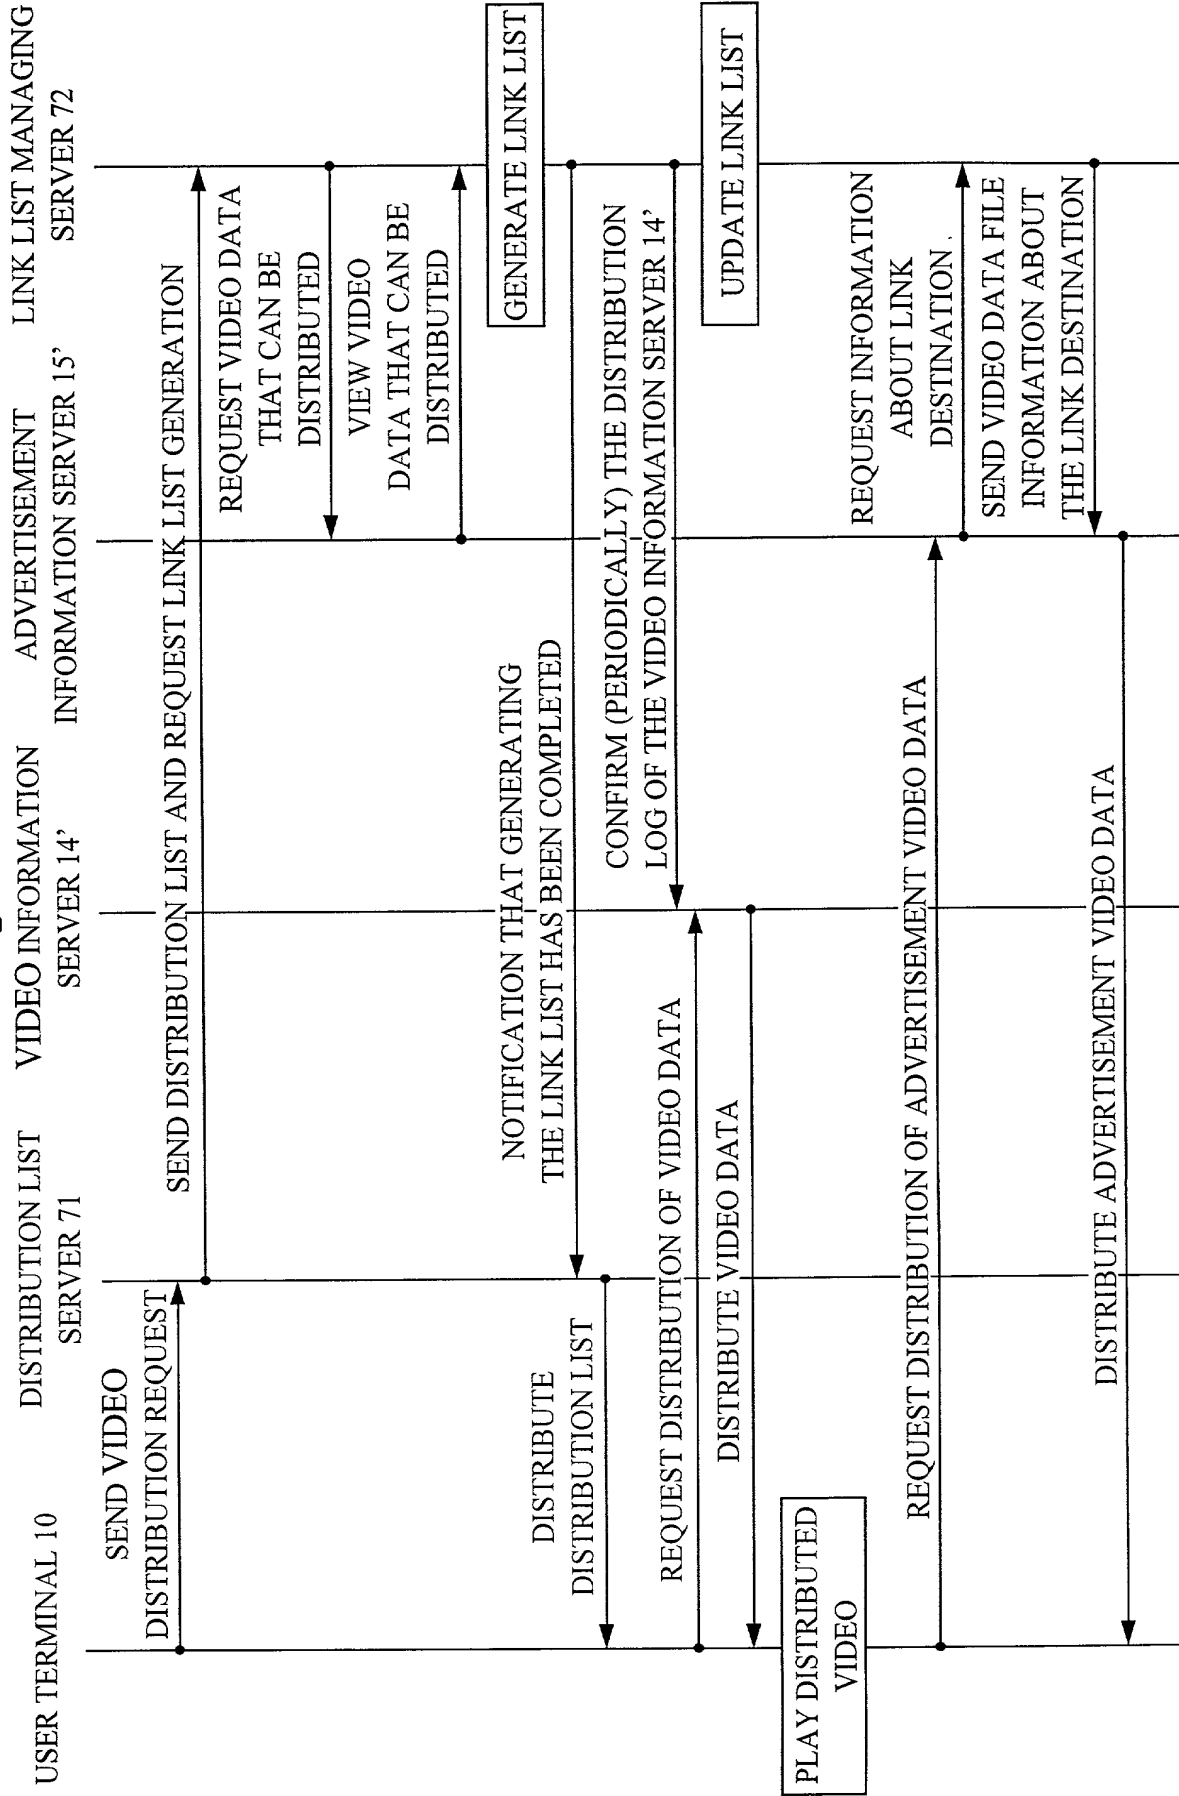 USER TERMINAL 10
DISTRIBUTION LIST
SERVER 71
VIDEO INFORMATION
SERVER 14'
ADVERTISEMENT
INFORMATION SERVER 15'
LINK LIST MANAGING
SERVER 72
SEND VIDEO
DISTRIBUTION REQUEST
SEND DISTRIBUTION LIST AND REQUEST LINK LIST GENERATION
REQUEST VIDEO DATA
THAT CAN BE
DISTRIBUTED
VIEW VIDEO
DATA THAT CAN BE
DISTRIBUTED
GENERATE LINK LIST
NOTIFICATION THAT GENERATING
THE LINK LIST HAS BEEN COMPLETED
DISTRIBUTE
DISTRIBUTION LIST
CONFIRM (PERIODICALLY) THE DISTRIBUTION
LOG OF THE VIDEO INFORMATION SERVER 14'
REQUEST DISTRIBUTION OF VIDEO DATA
UPDATE LINK LIST
DISTRIBUTE VIDEO DATA
PLAY DISTRIBUTED
VIDEO
REQUEST DISTRIBUTION OF ADVERTISEMENT VIDEO DATA
REQUEST INFORMATION
ABOUT LINK
DESTINATION .
SEND VIDEO DATA FILE
INFORMATION ABOUT
THE LINK DESTINATION
DISTRIBUTE ADVERTISEMENT VIDEO DATA